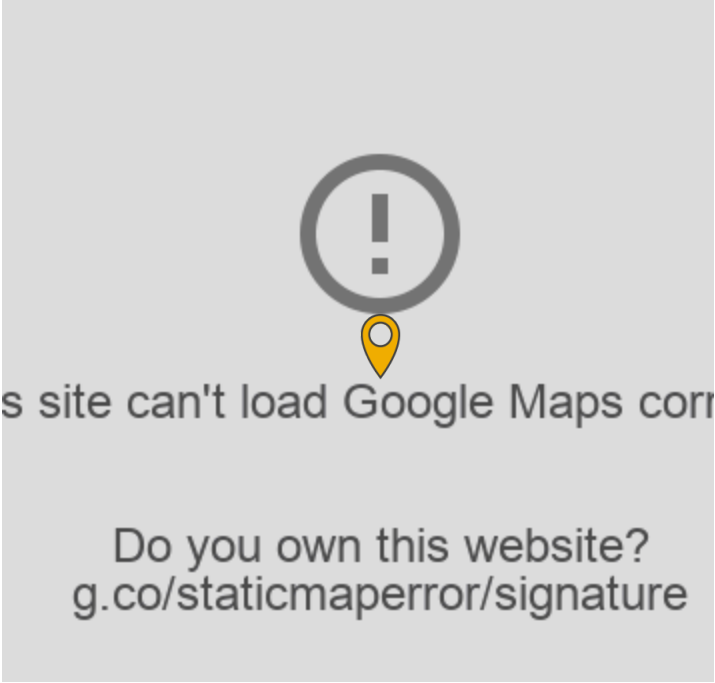 s site can't load Google Maps corr
Do you own this website?
g.co/staticmaperror/signature